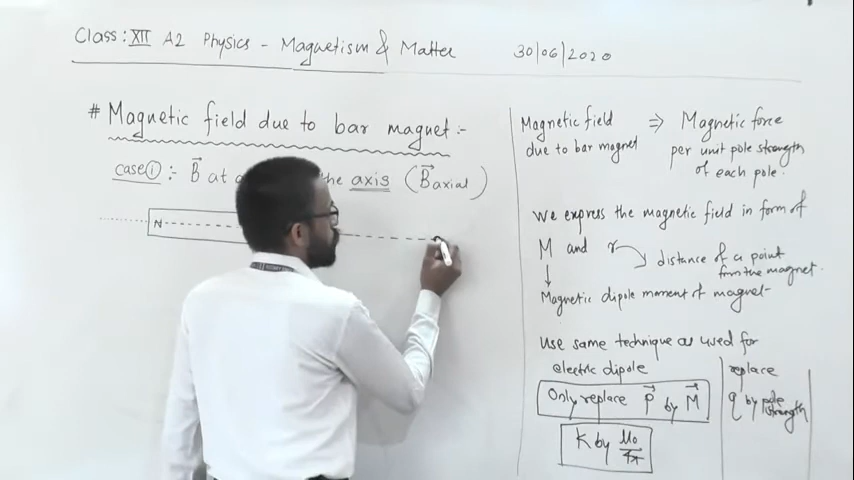 Class: XII A2 Physics - Magnetism & Matter 30/06/2020
# Magnetic field due to bar magnet :-
case① :- B⃗ at the axis (B⃗axial)
N
Magnetic field ⇒ Magnetic force
due to bar magnet per unit pole strength
of each pole.
We express the magnetic field in form of
M and r → distance of a point
from the magnet.
↓
Magnetic dipole moment of magnet
Use same technique as used for
electric dipole
Only replace P⃗ by M⃗
K by μ0/4π
replace
q by pole
strength